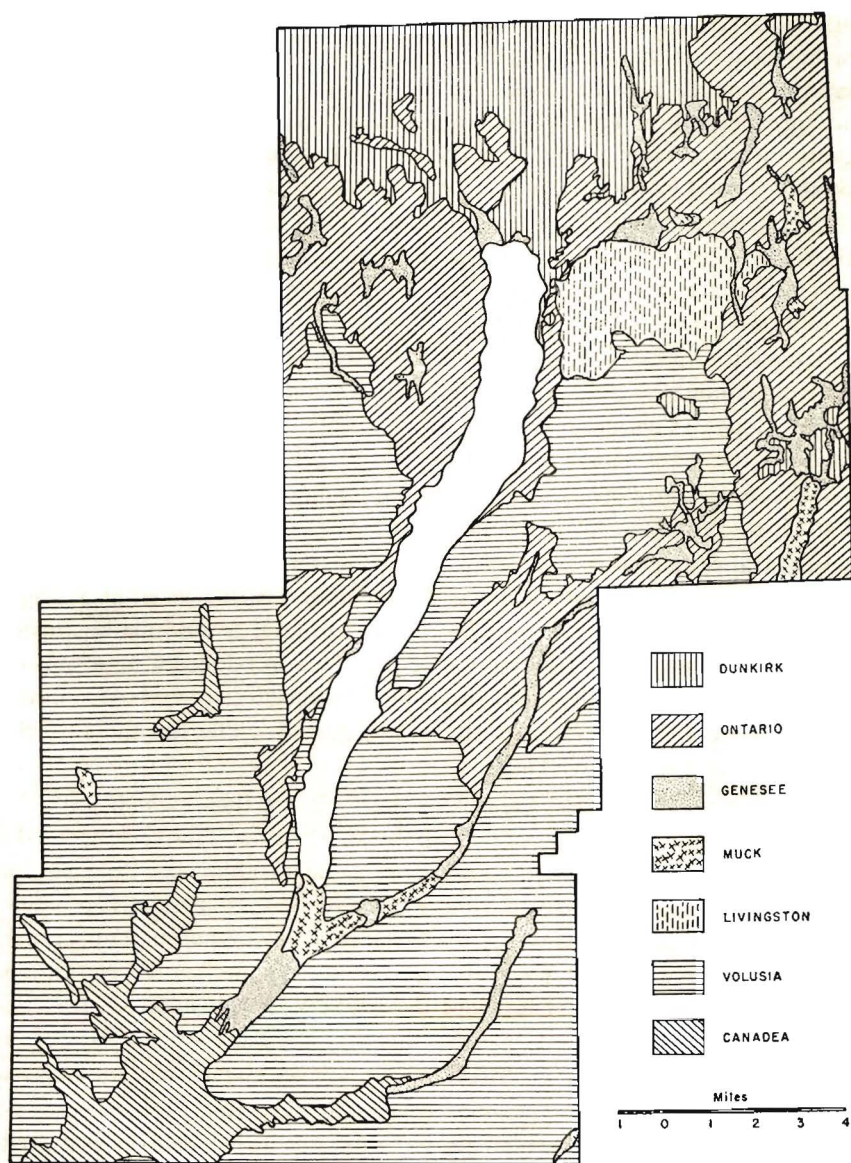 DUNKIRK
ONTARIO
GENESEE
MUCK
LIVINGSTON
VOLUSIA
CANADEA
Miles
1 0 1 2 3 4